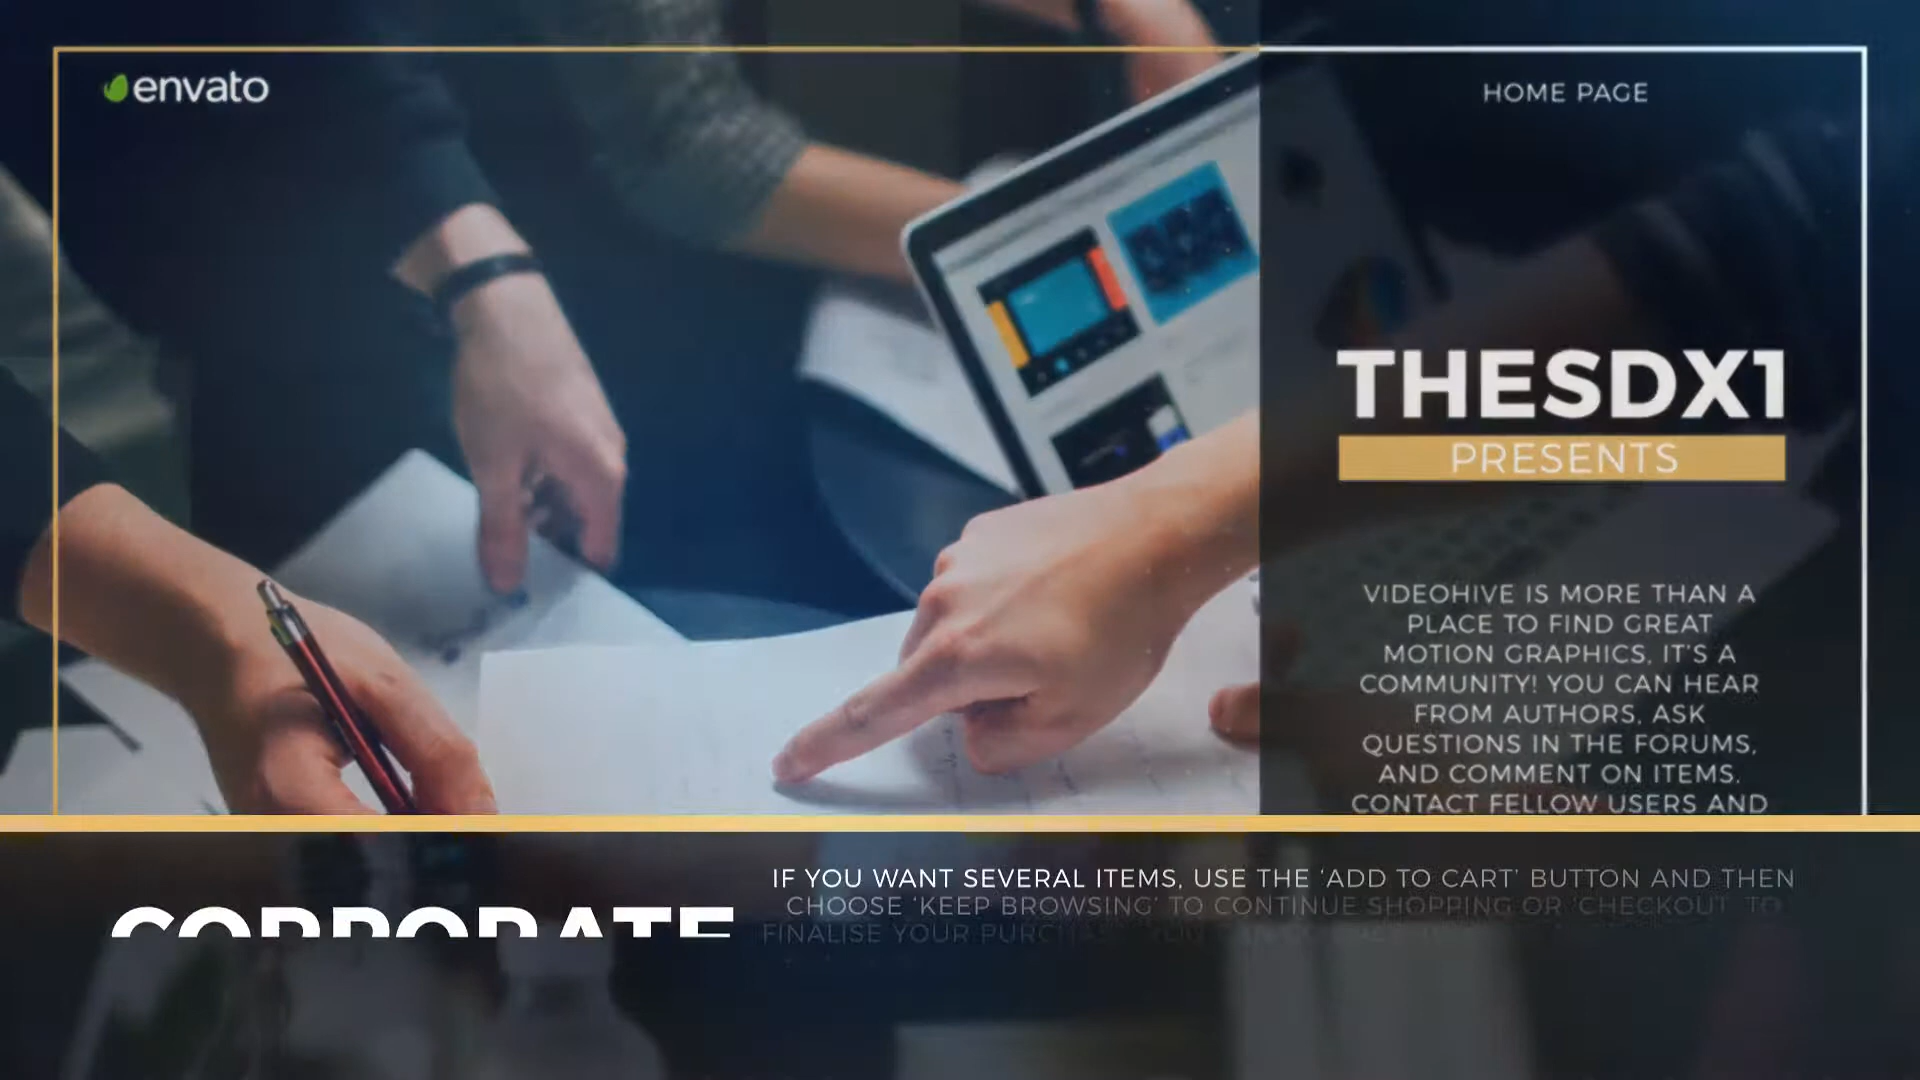 envato
HOME PAGE
THESDX1
PRESENTS
VIDEOHIVE IS MORE THAN A
PLACE TO FIND GREAT
MOTION GRAPHICS, IT'S A
COMMUNITY! YOU CAN HEAR
FROM AUTHORS, ASK
QUESTIONS IN THE FORUMS,
AND COMMENT ON ITEMS.
CONTACT FELLOW USERS AND
IF YOU WANT SEVERAL ITEMS, USE THE 'ADD TO CART' BUTTON AND THEN
CHOOSE 'KEEP BROWSING' TO CONTINUE SHOPPING OR 'CHECKOUT' TO
FINALISE YOUR
CORPORATE